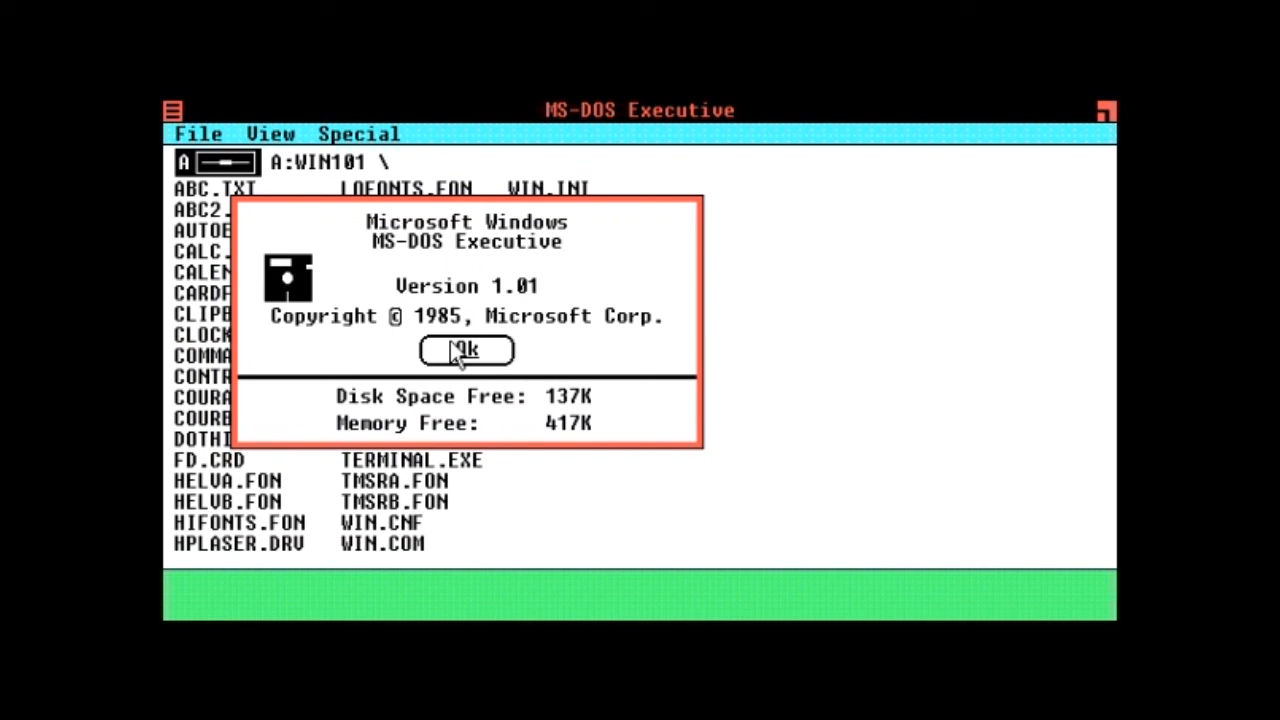 MS-DOS Executive
File View Special
A A:WIN101 \
ABC.TXT LOFONTS.FON WIN.INI
ABC2.
AUTOE
CALC.
CALEN
CARDF
CLIPB
CLOCK
COMMA
CONTR
COURA
COURB
DOTHI
FD.CRD TERMINAL.EXE
HELVA.FON TMSRA.FON
HELVB.FON TMSRB.FON
HIFONTS.FON WIN.CNF
HPLASER.DRV WIN.COM
Microsoft Windows
MS-DOS Executive
Version 1.01
Copyright © 1985, Microsoft Corp.
Ok
Disk Space Free: 137K
Memory Free: 417K